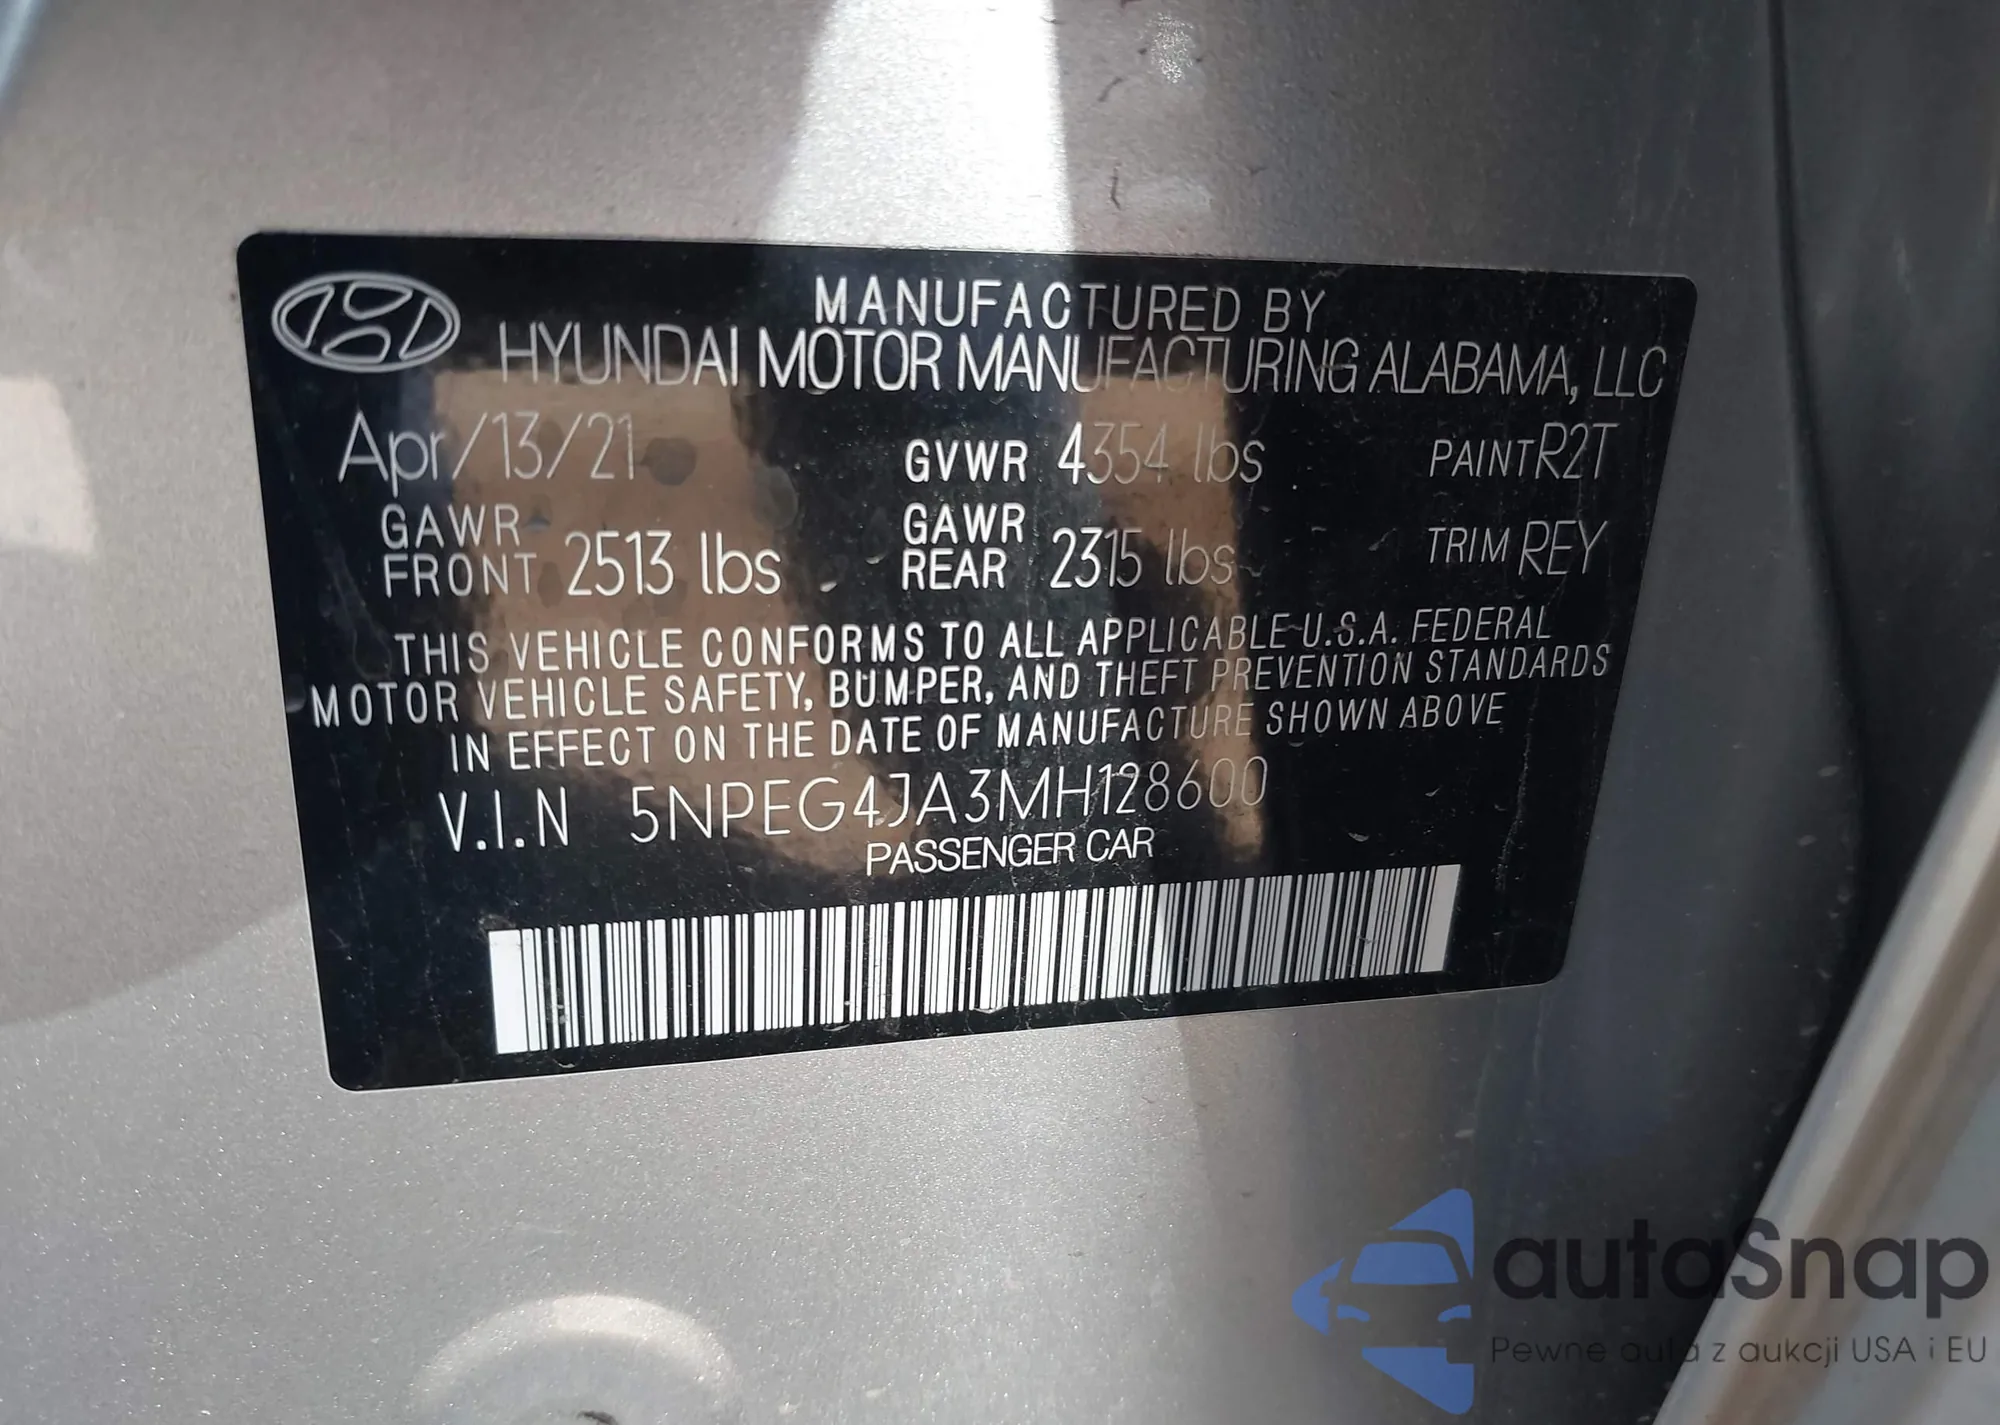 MANUFACTURED BY
HYUNDAI MOTOR MANUFACTURING ALABAMA, LLC
Apr/13/21 GVWR 4354 lbs PAINT R2T
GAWR FRONT 2513 lbs GAWR REAR 2315 lbs TRIM REY
THIS VEHICLE CONFORMS TO ALL APPLICABLE U.S.A. FEDERAL
MOTOR VEHICLE SAFETY, BUMPER, AND THEFT PREVENTION STANDARDS
IN EFFECT ON THE DATE OF MANUFACTURE SHOWN ABOVE
V.I.N 5NPEG4JA3MH128600
PASSENGER CAR
autaSnap
Pewne auta z aukcji USA i EU